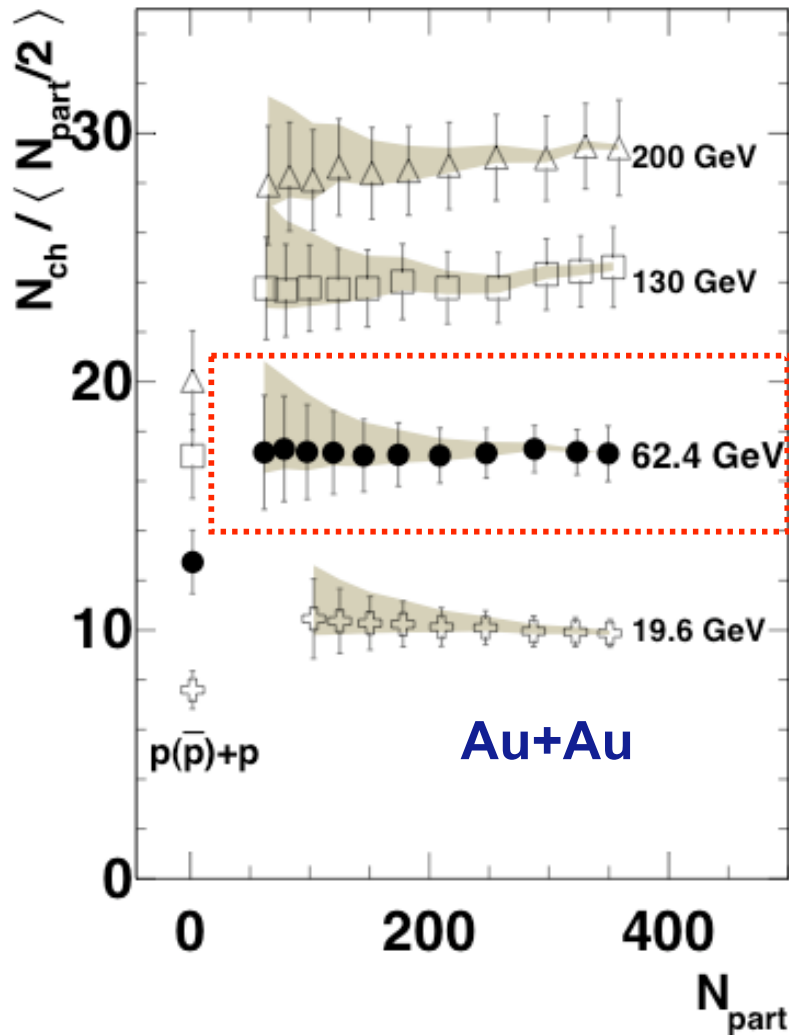 N_ch / ⟨ N_part /2 ⟩
30
20
10
0
200 GeV
130 GeV
62.4 GeV
19.6 GeV
p(p̅)+p
Au+Au
0 200 400
N_part